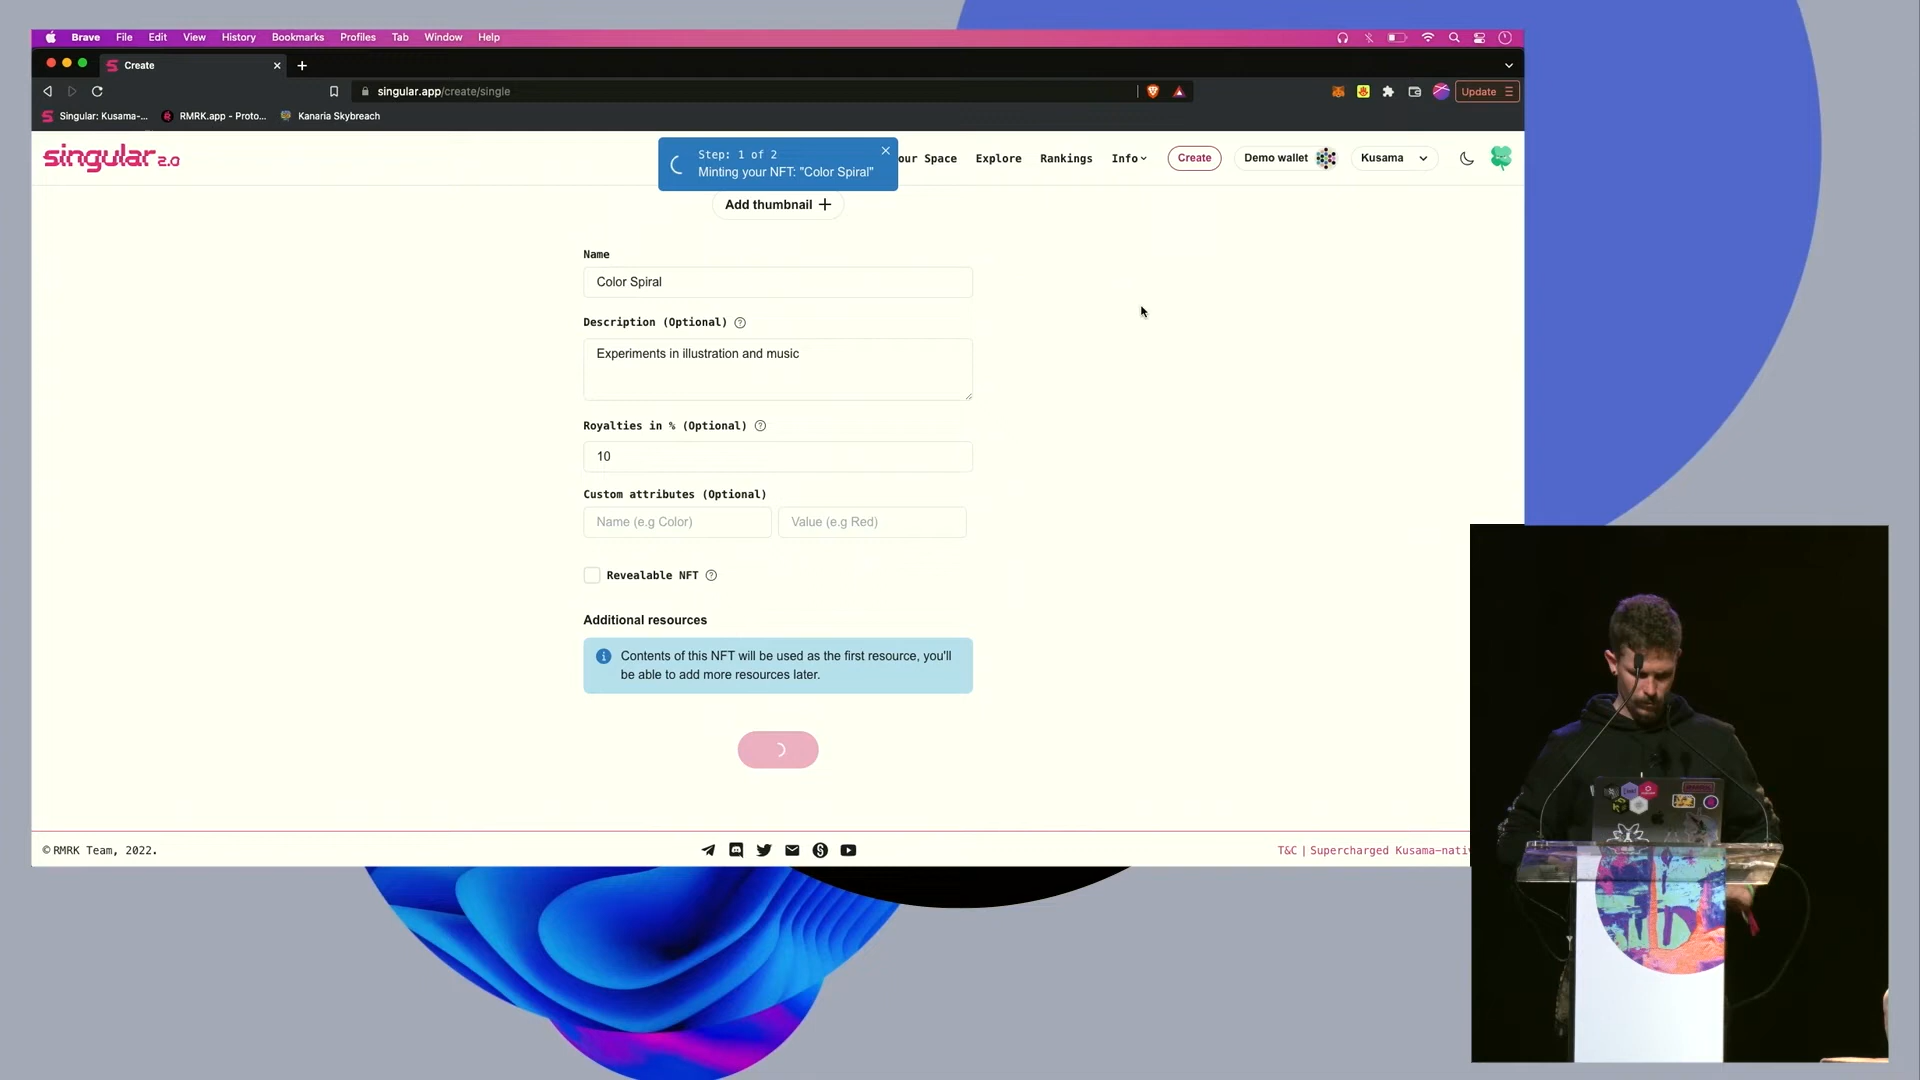 Brave File Edit View History Bookmarks Profiles Tab Window Help
Create
singular.app/create/single
Update
Singular: Kusama-... RMRK.app - Proto... Kanaria Skybreach
singular 2.0
Step: 1 of 2
Minting your NFT: "Color Spiral"
our Space Explore Rankings Info Create Demo wallet Kusama
Add thumbnail +
Name
Color Spiral
Description (Optional)
Experiments in illustration and music
Royalties in % (Optional)
10
Custom attributes (Optional)
Name (e.g Color) Value (e.g Red)
Revealable NFT
Additional resources
Contents of this NFT will be used as the first resource, you'll
be able to add more resources later.
© RMRK Team, 2022.
T&C | Supercharged Kusama-nati